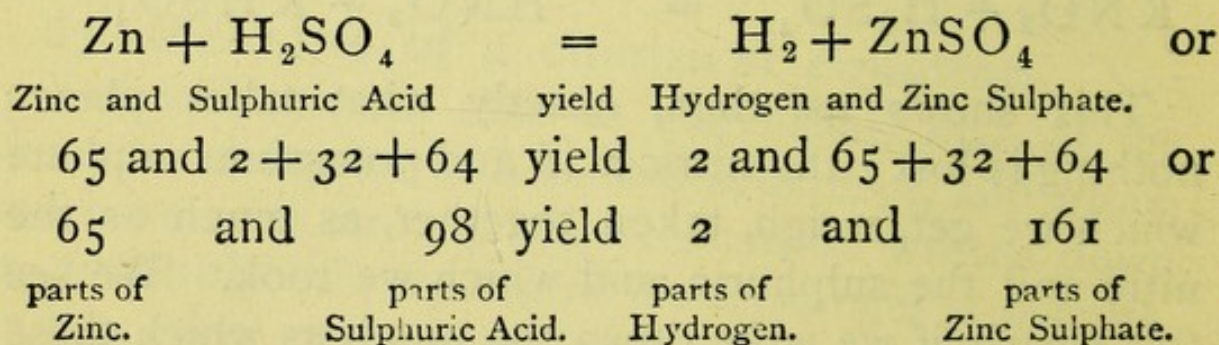 Zn + H₂SO₄ = H₂ + ZnSO₄ or
Zinc and Sulphuric Acid yield Hydrogen and Zinc Sulphate.
65 and 2+32+64 yield 2 and 65+32+64 or
65 and 98 yield 2 and 161
parts of parts of parts of parts of
Zinc. Sulphuric Acid. Hydrogen. Zinc Sulphate.